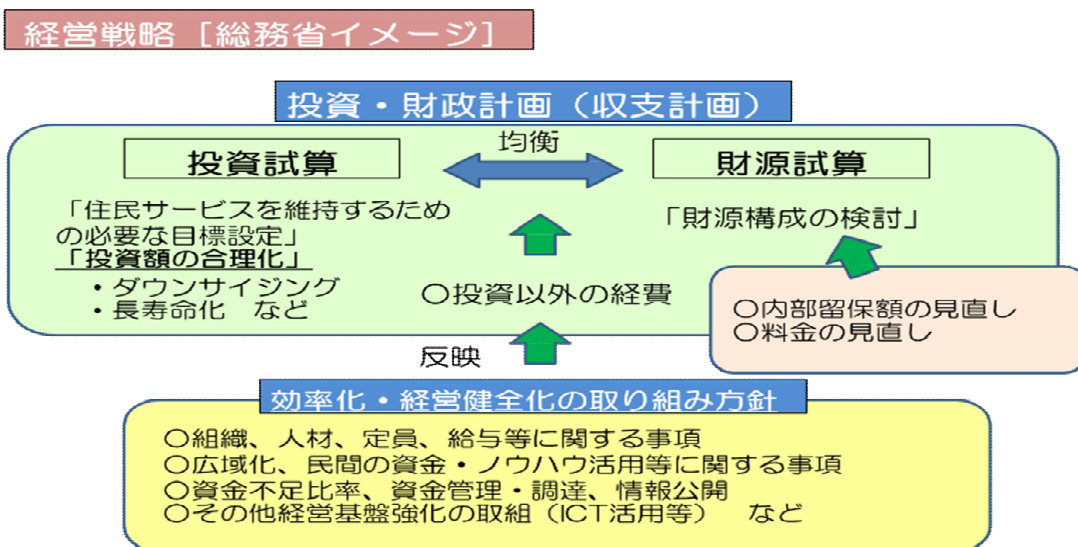 経営戦略［総務省イメージ］
投資・財政計画（収支計画）
均衡
投資試算
財源試算
「住民サービスを維持するため
の必要な目標設定」
「投資額の合理化」
・ダウンサイジング
・長寿命化　など
〇投資以外の経費
「財源構成の検討」
〇内部留保額の見直し
〇料金の見直し
反映
効率化・経営健全化の取り組み方針
〇組織、人材、定員、給与等に関する事項
〇広域化、民間の資金・ノウハウ活用等に関する事項
〇資金不足比率、資金管理・調達、情報公開
〇その他経営基盤強化の取組（ICT活用等）　など